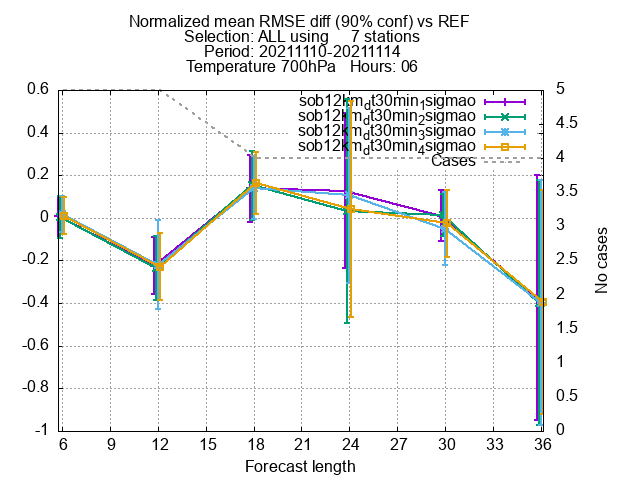 Normalized mean RMSE diff (90% conf) vs REF
Selection: ALL using 7 stations
Period: 20211110-20211114
Temperature 700hPa Hours: 06
sob12km_dt30min_1sigmao
sob12km_dt30min_2sigmao
sob12km_dt30min_3sigmao
sob12km_dt30min_4sigmao
Cases
0.6
0.4
0.2
0
-0.2
-0.4
-0.6
-0.8
-1
5
4.5
4
3.5
3
2.5
2
1.5
1
0.5
0
No cases
6 9 12 15 18 21 24 27 30 33 36
Forecast length